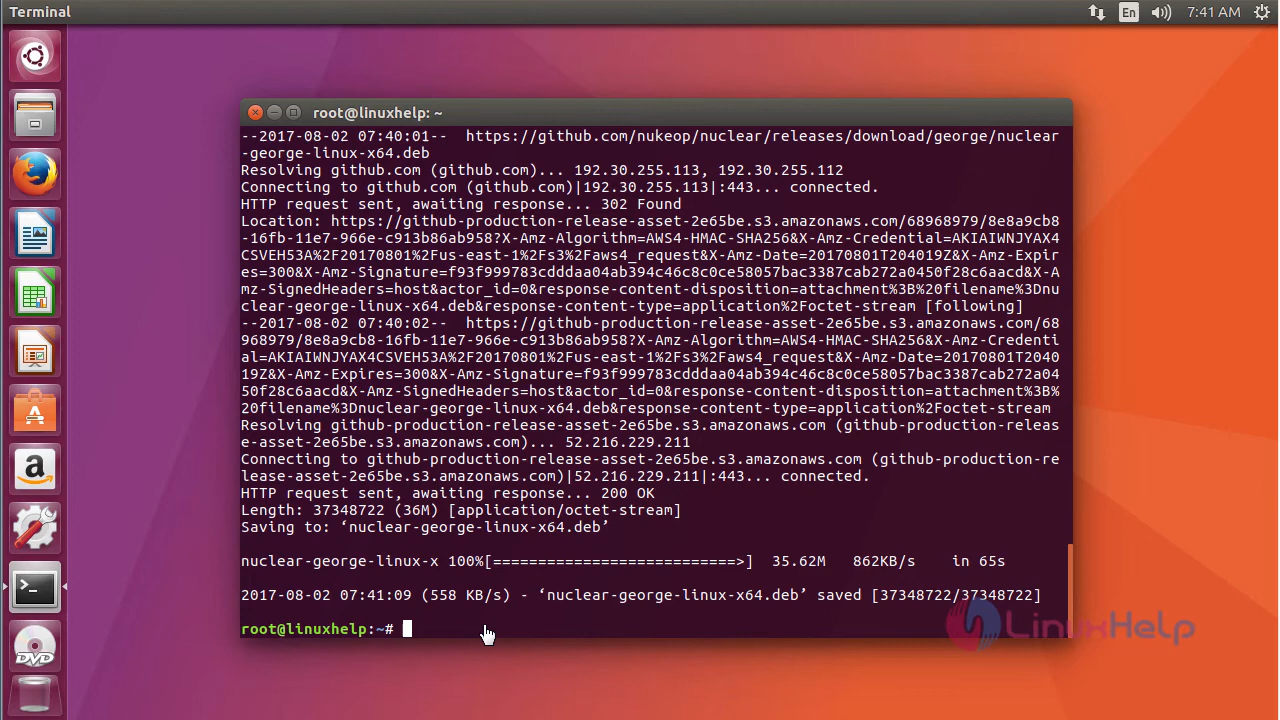 Terminal
En
7:41 AM
root@linuxhelp: ~
--2017-08-02 07:40:01--  https://github.com/nukeop/nuclear/releases/download/george/nuclear
-george-linux-x64.deb
Resolving github.com (github.com)... 192.30.255.113, 192.30.255.112
Connecting to github.com (github.com)|192.30.255.113|:443... connected.
HTTP request sent, awaiting response... 302 Found
Location: https://github-production-release-asset-2e65be.s3.amazonaws.com/68968979/8e8a9cb8
-16fb-11e7-966e-c913b86ab958?X-Amz-Algorithm=AWS4-HMAC-SHA256&X-Amz-Credential=AKIAIWNJYAX4
CSVEH53A%2F20170801%2Fus-east-1%2Fs3%2Faws4_request&X-Amz-Date=20170801T204019Z&X-Amz-Expir
es=300&X-Amz-Signature=f93f999783cdddaa04ab394c46c8c0ce58057bac3387cab272a0450f28c6aacd&X-A
mz-SignedHeaders=host&actor_id=0&response-content-disposition=attachment%3B%20filename%3Dnu
clear-george-linux-x64.deb&response-content-type=application%2Foctet-stream [following]
--2017-08-02 07:40:02--  https://github-production-release-asset-2e65be.s3.amazonaws.com/68
968979/8e8a9cb8-16fb-11e7-966e-c913b86ab958?X-Amz-Algorithm=AWS4-HMAC-SHA256&X-Amz-Credenti
al=AKIAIWNJYAX4CSVEH53A%2F20170801%2Fus-east-1%2Fs3%2Faws4_request&X-Amz-Date=20170801T2040
19Z&X-Amz-Expires=300&X-Amz-Signature=f93f999783cdddaa04ab394c46c8c0ce58057bac3387cab272a04
50f28c6aacd&X-Amz-SignedHeaders=host&actor_id=0&response-content-disposition=attachment%3B%
20filename%3Dnuclear-george-linux-x64.deb&response-content-type=application%2Foctet-stream
Resolving github-production-release-asset-2e65be.s3.amazonaws.com (github-production-releas
e-asset-2e65be.s3.amazonaws.com)... 52.216.229.211
Connecting to github-production-release-asset-2e65be.s3.amazonaws.com (github-production-re
lease-asset-2e65be.s3.amazonaws.com)|52.216.229.211|:443... connected.
HTTP request sent, awaiting response... 200 OK
Length: 37348722 (36M) [application/octet-stream]
Saving to: ‘nuclear-george-linux-x64.deb’
nuclear-george-linux-x 100%[===========================>]  35.62M   862KB/s    in 65s
2017-08-02 07:41:09 (558 KB/s) - ‘nuclear-george-linux-x64.deb’ saved [37348722/37348722]
root@linuxhelp:~#
LinuxHelp
DVD